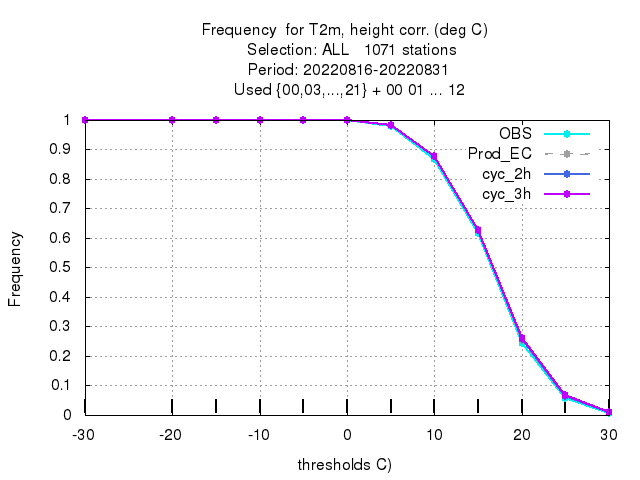 Frequency  for T2m, height corr. (deg C)
Selection: ALL   1071 stations
Period: 20220816-20220831
Used {00,03,...,21} + 00 01 ... 12
OBS
Prod_EC
cyc_2h
cyc_3h
1
0.9
0.8
0.7
0.6
0.5
0.4
0.3
0.2
0.1
0
Frequency
-30 -20 -10 0 10 20 30
thresholds C)